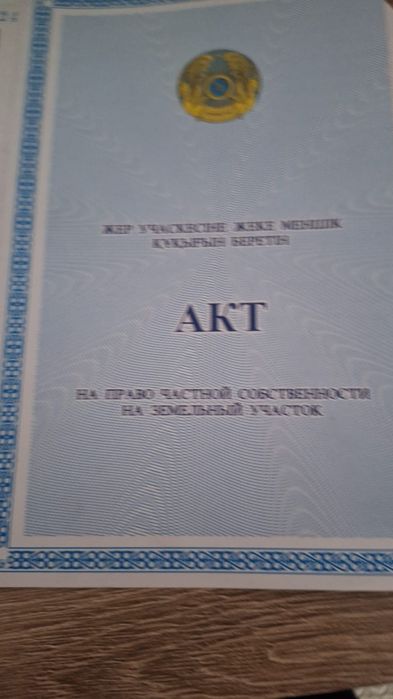 ЖЕР УЧАСКЕСІНЕ ЖЕКЕ МЕНШІК
ҚҰҚЫҒЫН БЕРЕТІН
АКТ
НА ПРАВО ЧАСТНОЙ СОБСТВЕННОСТИ
НА ЗЕМЕЛЬНЫЙ УЧАСТОК